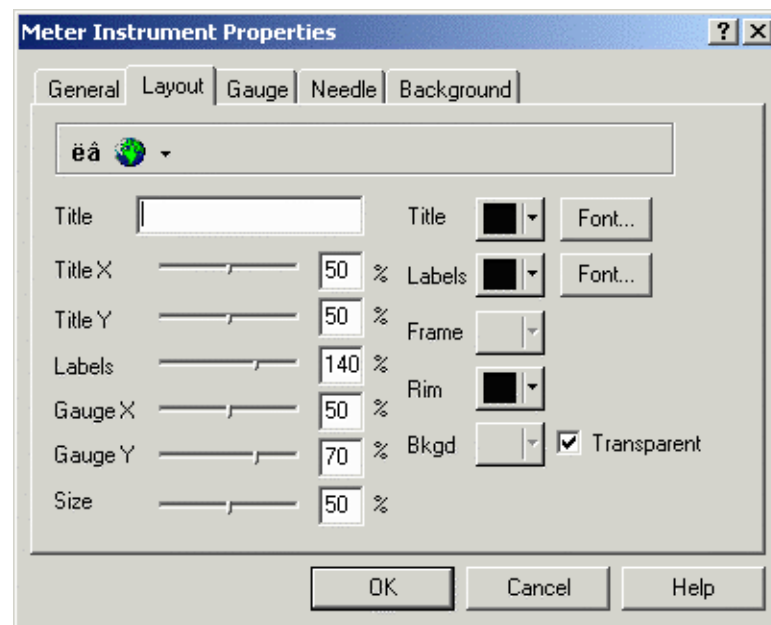 Meter Instrument Properties
General Layout Gauge Needle Background
ëâ
Title Title Font...
Title X 50 % Labels Font...
Title Y 50 % Frame
Labels 140 % Rim
Gauge X 50 %
Gauge Y 70 % Bkgd Transparent
Size 50 %
OK Cancel Help